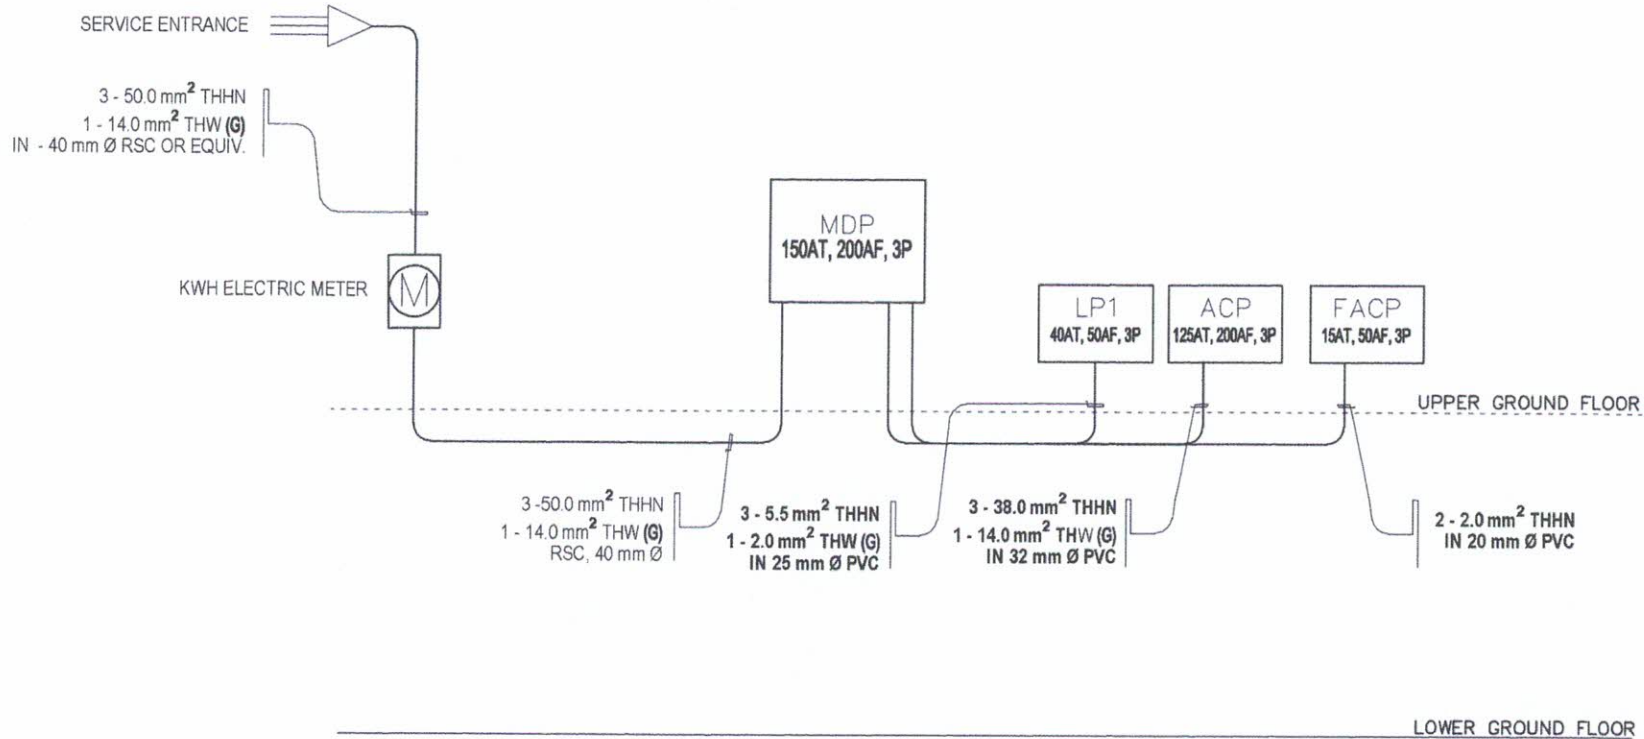 SERVICE ENTRANCE
3 - 50.0 mm² THHN
1 - 14.0 mm² THW (G)
IN - 40 mm Ø RSC OR EQUIV.
KWH ELECTRIC METER
M
MDP
150AT, 200AF, 3P
LP1
40AT, 50AF, 3P
ACP
125AT, 200AF, 3P
FACP
15AT, 50AF, 3P
UPPER GROUND FLOOR
3 -50.0 mm² THHN
1 - 14.0 mm² THW (G)
RSC, 40 mm Ø
3 - 5.5 mm² THHN
1 - 2.0 mm² THW (G)
IN 25 mm Ø PVC
3 - 38.0 mm² THHN
1 - 14.0 mm² THW (G)
IN 32 mm Ø PVC
2 - 2.0 mm² THHN
IN 20 mm Ø PVC
LOWER GROUND FLOOR